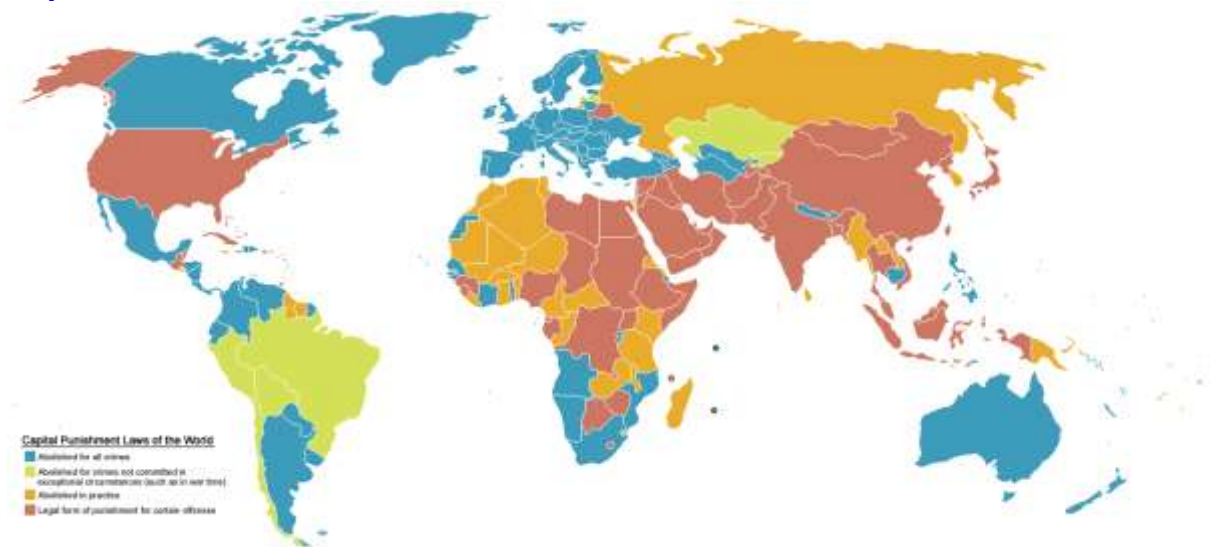 Capital Punishment Laws of the World
Abolished for all crimes
Abolished for crimes not committed in
exceptional circumstances (such as in war time)
Abolished in practice
Legal form of punishment for certain offenses